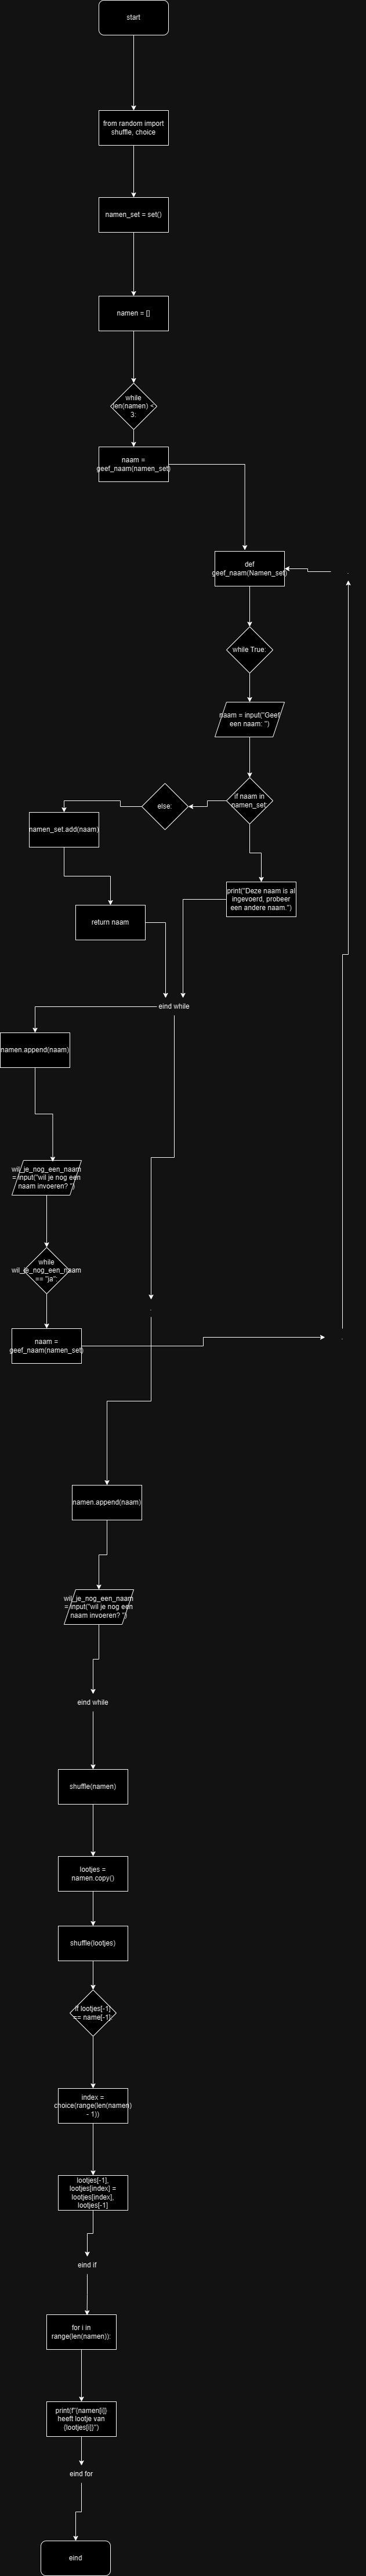 start
from random import
shuffle, choice
namen_set = set()
namen = []
while
len(namen) <
3:
naam =
geef_naam(namen_set)
def
geef_naam(Namen_set)
while True:
naam = input("Geef
een naam: ")
if naam in
namen_set:
else:
namen_set.add(naam)
print("Deze naam is al
ingevoerd, probeer
een andere naam.")
return naam
eind while
namen.append(naam)
wil_je_nog_een_naam
= input("wil je nog een
naam invoeren? ")
while
wil_je_nog_een_naam
== "ja":
naam =
geef_naam(namen_set)
namen.append(naam)
wil_je_nog_een_naam
= input("wil je nog een
naam invoeren? ")
eind while
shuffle(namen)
lootjes =
namen.copy()
shuffle(lootjes)
if lootjes[-1]
== name[-1]:
index =
choice(range(len(namen)
- 1))
lootjes[-1],
lootjes[index] =
lootjes[index],
lootjes[-1]
eind if
for i in
range(len(namen)):
print(f"{namen[i]}
heeft lootje van
{lootjes[i]}")
eind for
eind